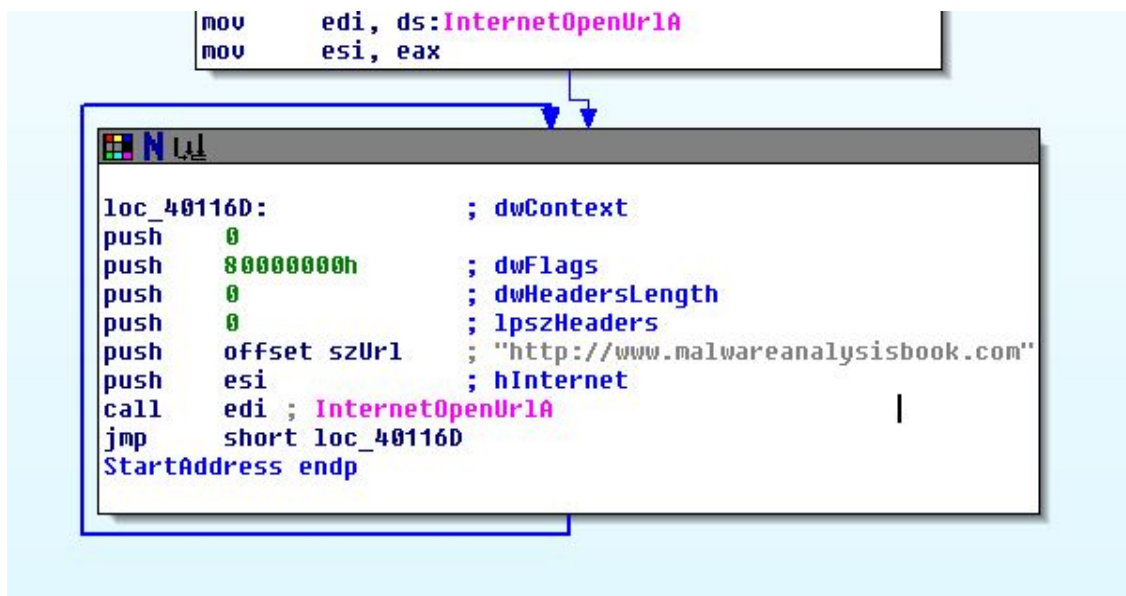 mov     edi, ds:InternetOpenUrlA
mov     esi, eax
loc_40116D:             ; dwContext
push    0
push    80000000h       ; dwFlags
push    0               ; dwHeadersLength
push    0               ; lpszHeaders
push    offset szUrl    ; "http://www.malwareanalysisbook.com"
push    esi             ; hInternet
call    edi ; InternetOpenUrlA
jmp     short loc_40116D
StartAddress endp